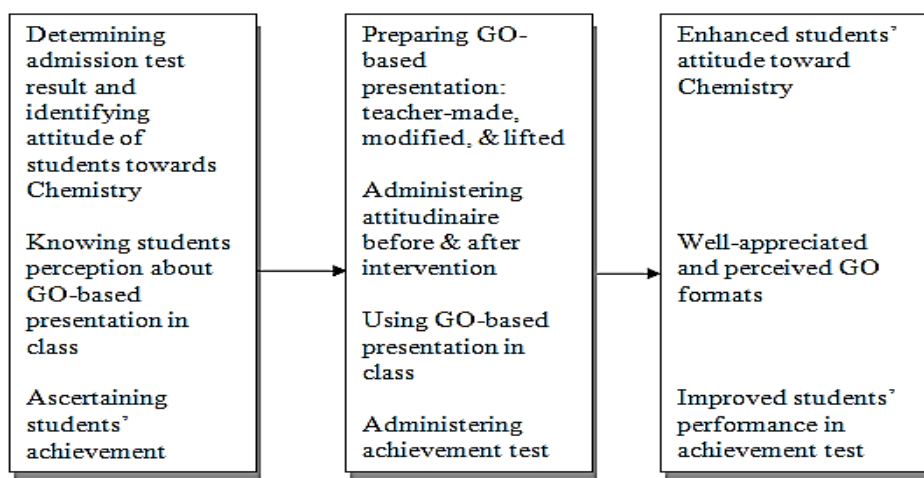 Determining
admission test
result and
identifying
attitude of
students towards
Chemistry
Knowing students
perception about
GO-based
presentation in
class
Ascertaining
students’
achievement
Preparing GO-
based
presentation:
teacher-made,
modified, & lifted
Administering
attitudinaire
before & after
intervention
Using GO-based
presentation in
class
Administering
achievement test
Enhanced students’
attitude toward
Chemistry
Well-appreciated
and perceived GO
formats
Improved students’
performance in
achievement test